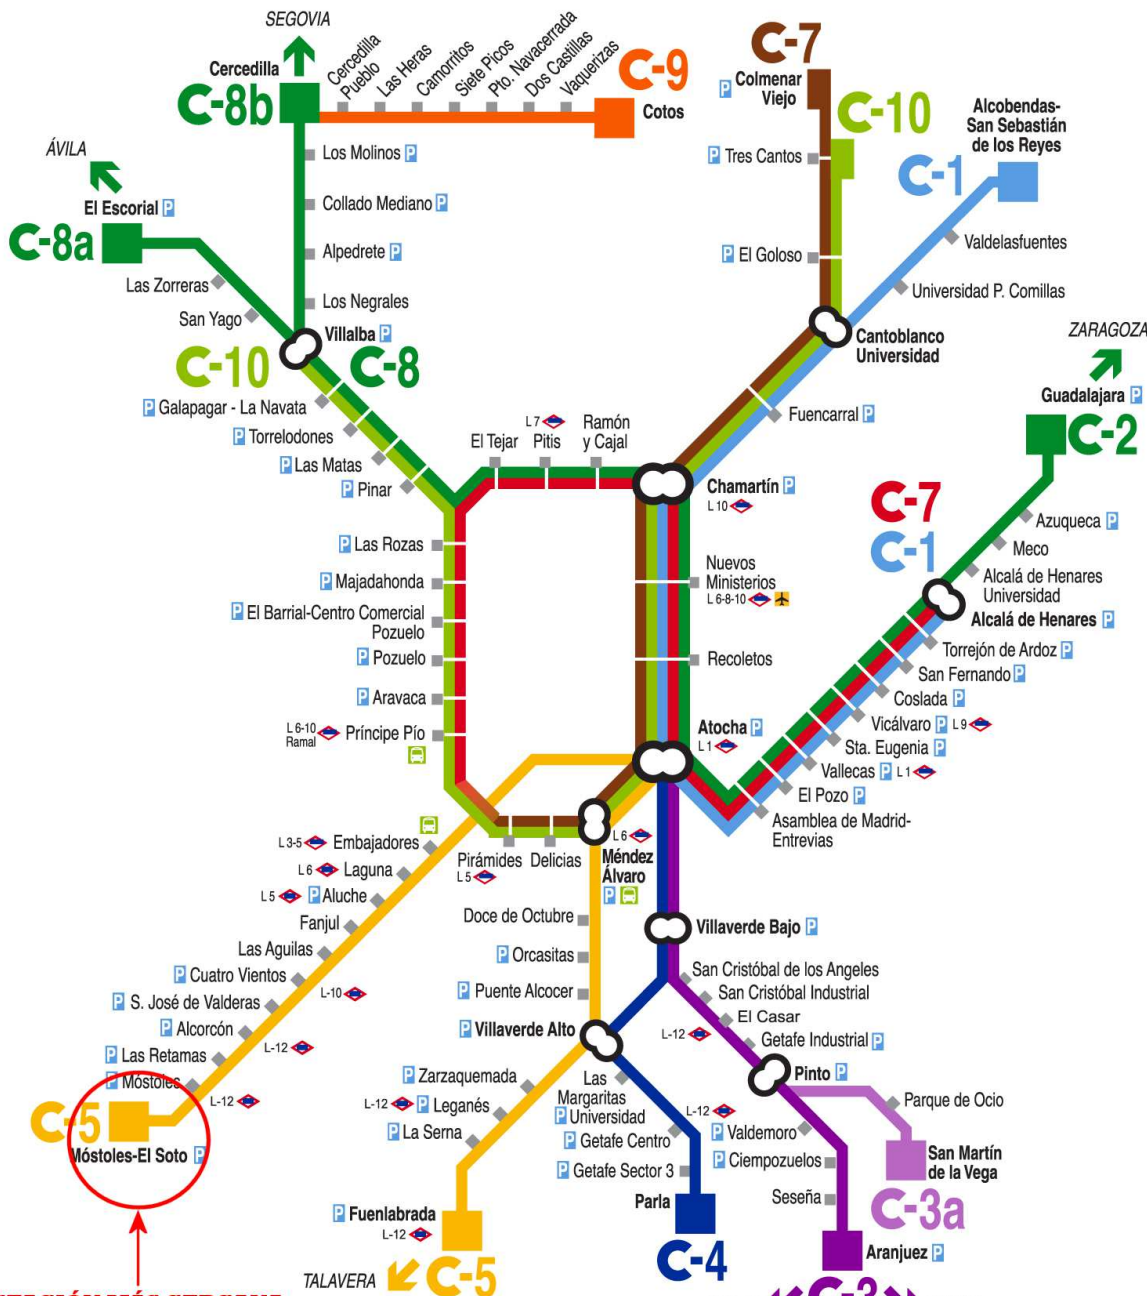 SEGOVIA
Cercedilla
C-8b
Cercedilla
Pueblo
Las Heras
Camorritos
Siete Picos
Pto. Navacerrada
Dos Castillas
Vaquerizas
C-9
Cotos
C-7
P Colmenar
Viejo
C-10
P Tres Cantos
P El Goloso
Alcobendas-
San Sebastián
de los Reyes
C-1
Valdelasfuentes
Universidad P. Comillas
Cantoblanco
Universidad
Fuencarral P
ÁVILA
El Escorial P
C-8a
Las Zorreras
San Yago
Los Molinos P
Collado Mediano P
Alpedrete P
Los Negrales
Villalba P
C-10
C-8
P Galapagar - La Navata
P Torrelodones
P Las Matas
P Pinar
El Tejar
L 7
Pitis
Ramón
y Cajal
Chamartín P
L 10
ZARAGOZA
Guadalajara P
C-2
C-7
C-1
Azuqueca P
Meco
Alcalá de Henares
Universidad
Alcalá de Henares P
Torrejón de Ardoz P
San Fernando P
Coslada P
Vicálvaro P L 9
Sta. Eugenia P
Vallecas P L 1
El Pozo P
Asamblea de Madrid-
Entrevias
P Las Rozas
P Majadahonda
P El Barrial-Centro Comercial
Pozuelo
P Pozuelo
P Aravaca
L 6-10
Ramal
Príncipe Pío
Nuevos
Ministerios
L 6-8-10
Recoletos
Atocha P
L 1
L 3-5 Embajadores
L 6 Laguna
L 5 P Aluche
Fanjul
Las Aguilas
P Cuatro Vientos
L-10
P S. José de Valderas
P Alcorcón
L-12
P Las Retamas
P Móstoles
L-12
C-5
Móstoles-El Soto P
Pirámides
L 5
Delicias
L 6
Méndez
Álvaro
P
Doce de Octubre
P Orcasitas
P Puente Alcocer
P Villaverde Alto
P Zarzaquemada
L-12 P Leganés
P La Serna
P Fuenlabrada
L-12
TALAVERA
C-5
Villaverde Bajo P
San Cristóbal de los Angeles
San Cristóbal Industrial
El Casar
L-12
Getafe Industrial P
Pinto P
Las
Margaritas
P Universidad
L-12
P Getafe Centro
P Getafe Sector 3
Parla
C-4
P Valdemoro
P Ciempozuelos
Seseña
Parque de Ocio
San Martín
de la Vega
C-3a
Aranjuez P
C-3